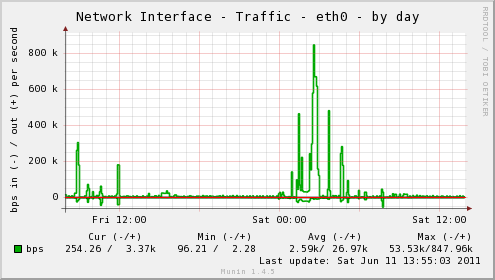 Network Interface - Traffic - eth0 - by day
RRDTOOL / TOBI OETIKER
bps in (-) / out (+) per second
800 k
600 k
400 k
200 k
0
Fri 12:00 Sat 00:00 Sat 12:00
Cur (-/+) Min (-/+) Avg (-/+) Max (-/+)
bps 254.26 / 3.37k 96.21 / 2.28 2.59k/ 26.97k 53.53k/847.96k
Last update: Sat Jun 11 13:55:03 2011
Munin 1.4.5